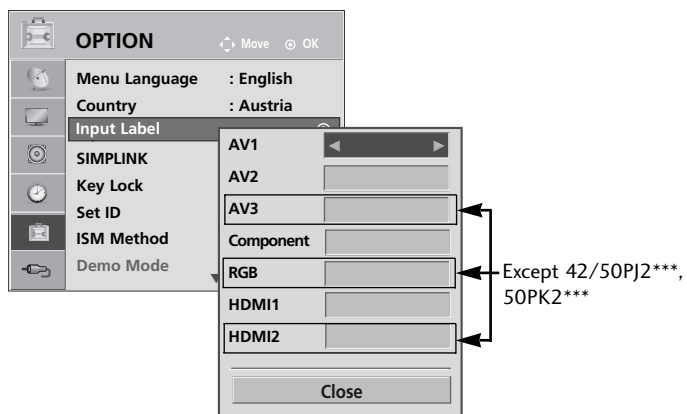 OPTION
Move
OK
Menu Language : English
Country : Austria
Input Label
SIMPLINK
Key Lock
Set ID
ISM Method
Demo Mode
AV1
AV2
AV3
Component
RGB
HDMI1
HDMI2
Close
Except 42/50PJ2***,
50PK2***